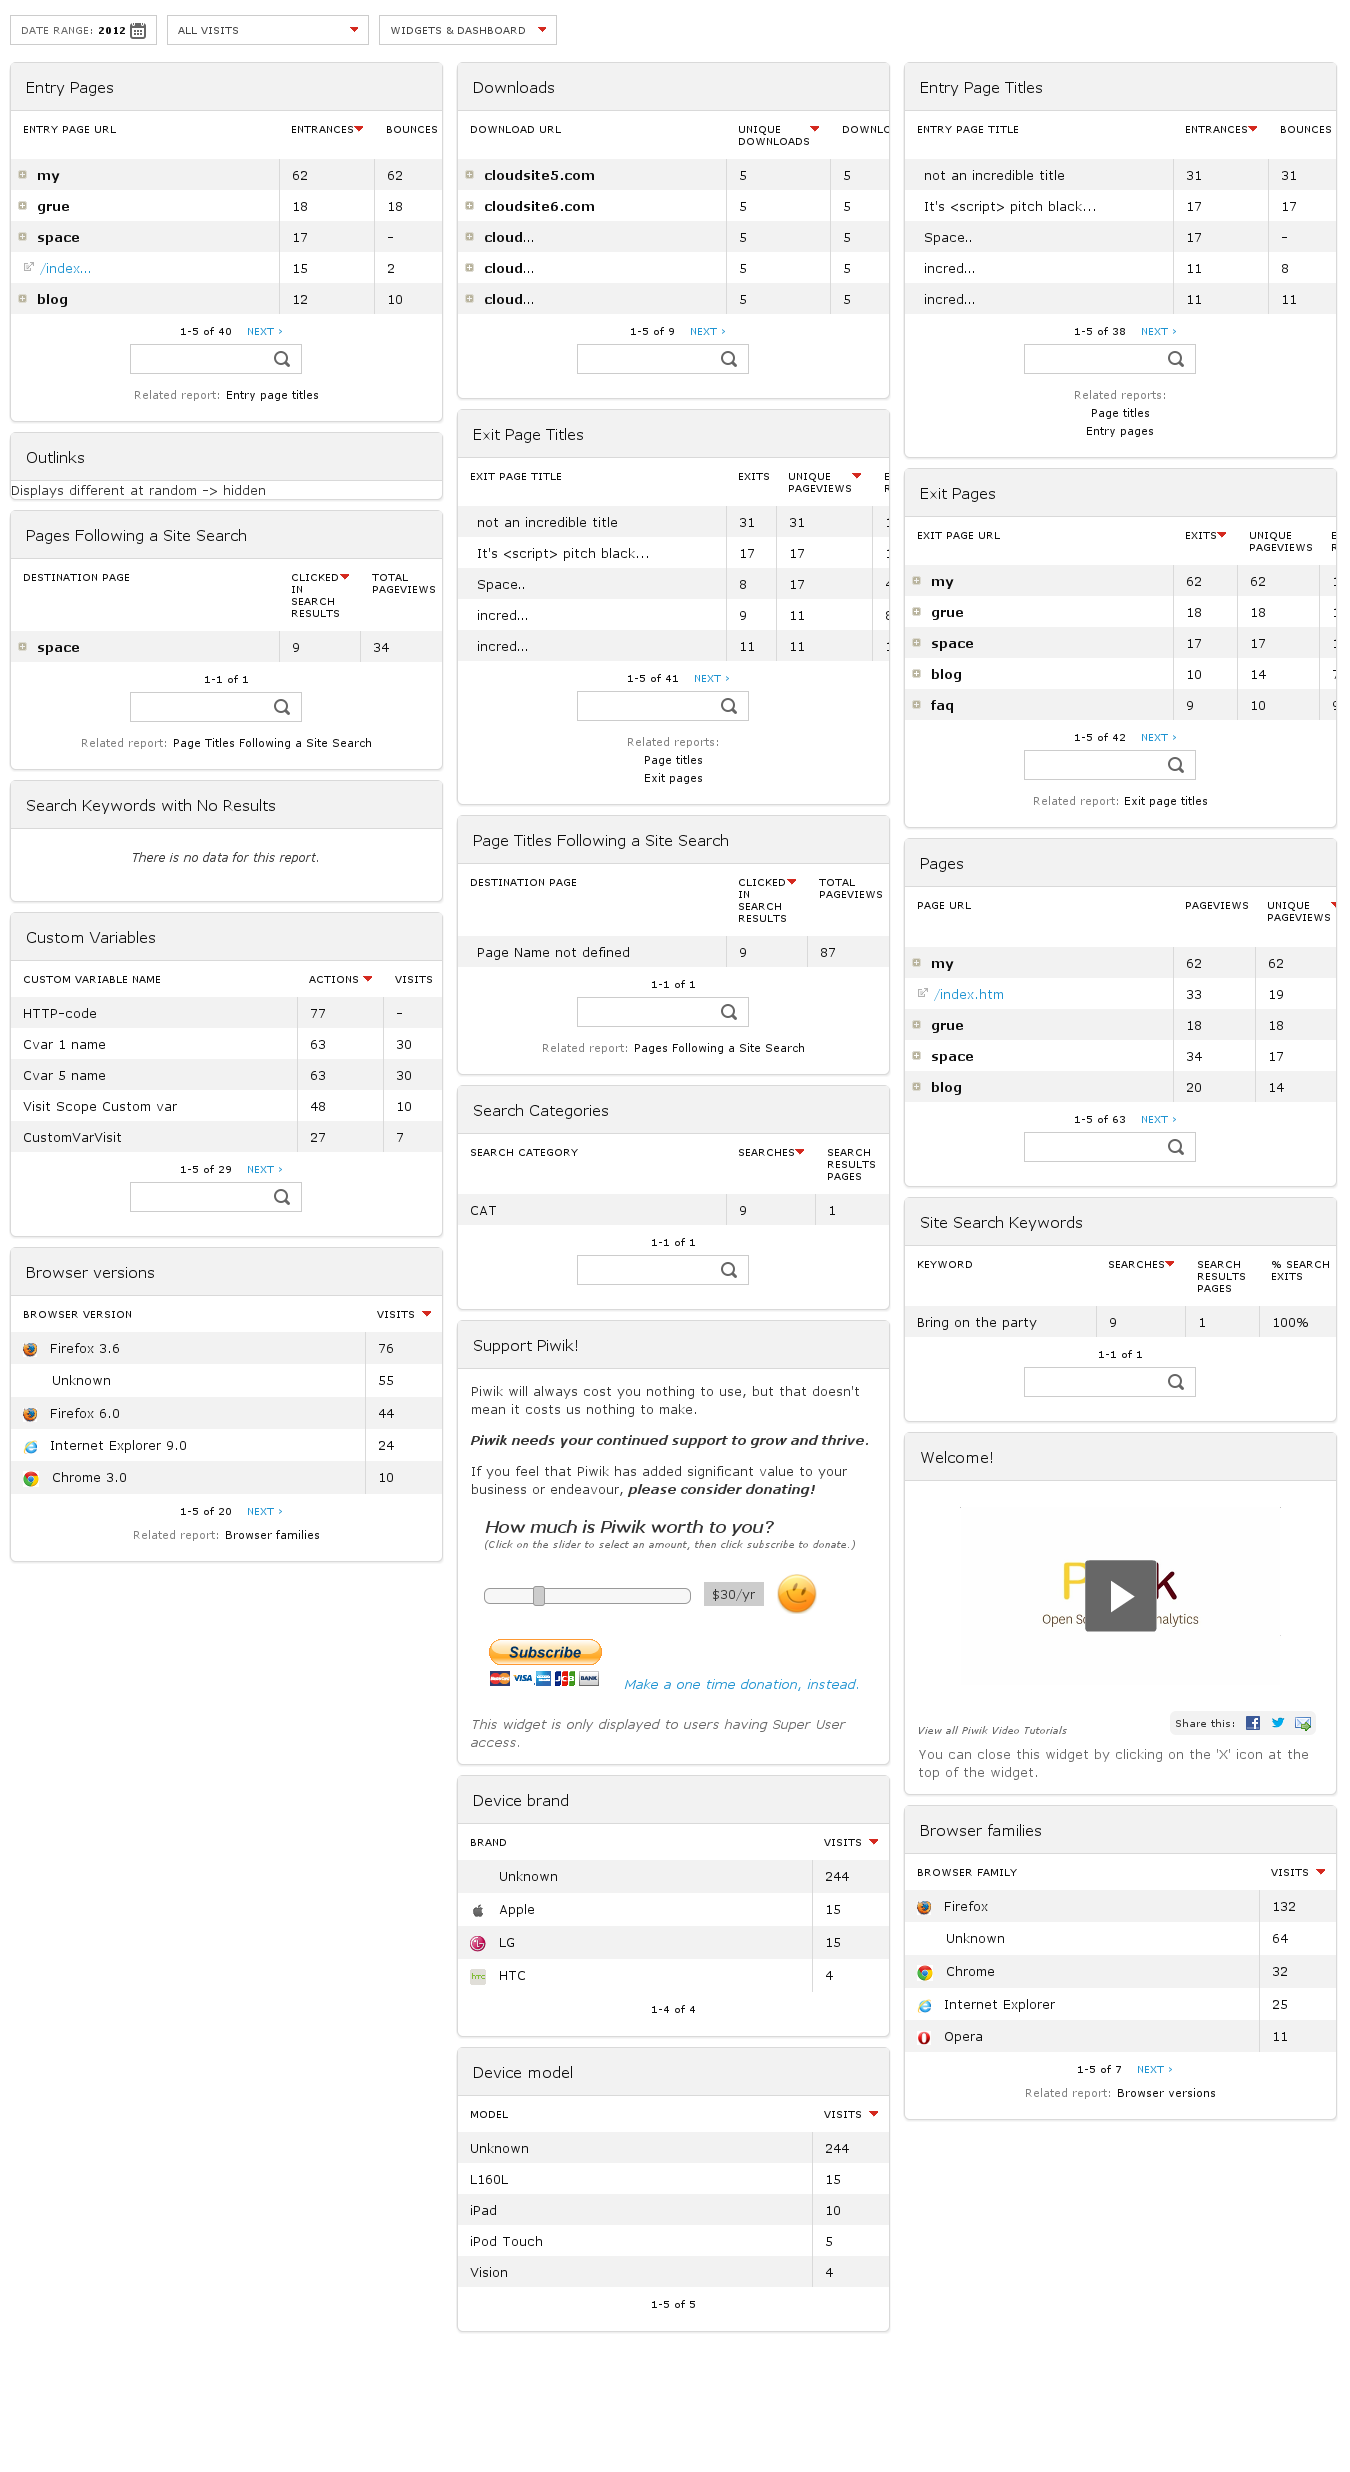 DATE RANGE: 2012
ALL VISITS
WIDGETS & DASHBOARD
Entry Pages
ENTRY PAGE URL ENTRANCES BOUNCES
my 62 62
grue 18 18
space 17 -
/index... 15 2
blog 12 10
1-5 of 40 NEXT ›
Related report: Entry page titles
Outlinks
Displays different at random -> hidden
Pages Following a Site Search
DESTINATION PAGE CLICKED TOTAL
IN PAGEVIEWS
SEARCH
RESULTS
space 9 34
1-1 of 1
Related report: Page Titles Following a Site Search
Search Keywords with No Results
There is no data for this report.
Custom Variables
CUSTOM VARIABLE NAME ACTIONS VISITS
HTTP-code 77 -
Cvar 1 name 63 30
Cvar 5 name 63 30
Visit Scope Custom var 48 10
CustomVarVisit 27 7
1-5 of 29 NEXT ›
Browser versions
BROWSER VERSION VISITS
Firefox 3.6 76
Unknown 55
Firefox 6.0 44
Internet Explorer 9.0 24
Chrome 3.0 10
1-5 of 20 NEXT ›
Related report: Browser families
Downloads
DOWNLOAD URL UNIQUE DOWNLO
DOWNLOADS
cloudsite5.com 5 5
cloudsite6.com 5 5
cloud... 5 5
cloud... 5 5
cloud... 5 5
1-5 of 9 NEXT ›
Exit Page Titles
EXIT PAGE TITLE EXITS UNIQUE
PAGEVIEWS
not an incredible title 31 31
It's <script> pitch black... 17 17
Space.. 8 17
incred... 9 11
incred... 11 11
1-5 of 41 NEXT ›
Related reports:
Page titles
Exit pages
Page Titles Following a Site Search
DESTINATION PAGE CLICKED TOTAL
IN PAGEVIEWS
SEARCH
RESULTS
Page Name not defined 9 87
1-1 of 1
Related report: Pages Following a Site Search
Search Categories
SEARCH CATEGORY SEARCHES SEARCH
RESULTS
PAGES
CAT 9 1
1-1 of 1
Support Piwik!
Piwik will always cost you nothing to use, but that doesn't
mean it costs us nothing to make.
Piwik needs your continued support to grow and thrive.
If you feel that Piwik has added significant value to your
business or endeavour, please consider donating!
How much is Piwik worth to you?
(Click on the slider to select an amount, then click subscribe to donate.)
$30/yr
Subscribe
VISA JCB BANK
Make a one time donation, instead.
This widget is only displayed to users having Super User
access.
Device brand
BRAND VISITS
Unknown 244
Apple 15
LG 15
htc HTC 4
1-4 of 4
Device model
MODEL VISITS
Unknown 244
L160L 15
iPad 10
iPod Touch 5
Vision 4
1-5 of 5
Entry Page Titles
ENTRY PAGE TITLE ENTRANCES BOUNCES
not an incredible title 31 31
It's <script> pitch black... 17 17
Space.. 17 -
incred... 11 8
incred... 11 11
1-5 of 38 NEXT ›
Related reports:
Page titles
Entry pages
Exit Pages
EXIT PAGE URL EXITS UNIQUE
PAGEVIEWS
my 62 62
grue 18 18
space 17 17
blog 10 14
faq 9 10
1-5 of 42 NEXT ›
Related report: Exit page titles
Pages
PAGE URL PAGEVIEWS UNIQUE
PAGEVIEWS
my 62 62
/index.htm 33 19
grue 18 18
space 34 17
blog 20 14
1-5 of 63 NEXT ›
Site Search Keywords
KEYWORD SEARCHES SEARCH % SEARCH
RESULTS EXITS
PAGES
Bring on the party 9 1 100%
1-1 of 1
Welcome!
P k
Open So nalytics
View all Piwik Video Tutorials
Share this:
You can close this widget by clicking on the 'X' icon at the
top of the widget.
Browser families
BROWSER FAMILY VISITS
Firefox 132
Unknown 64
Chrome 32
Internet Explorer 25
Opera 11
1-5 of 7 NEXT ›
Related report: Browser versions